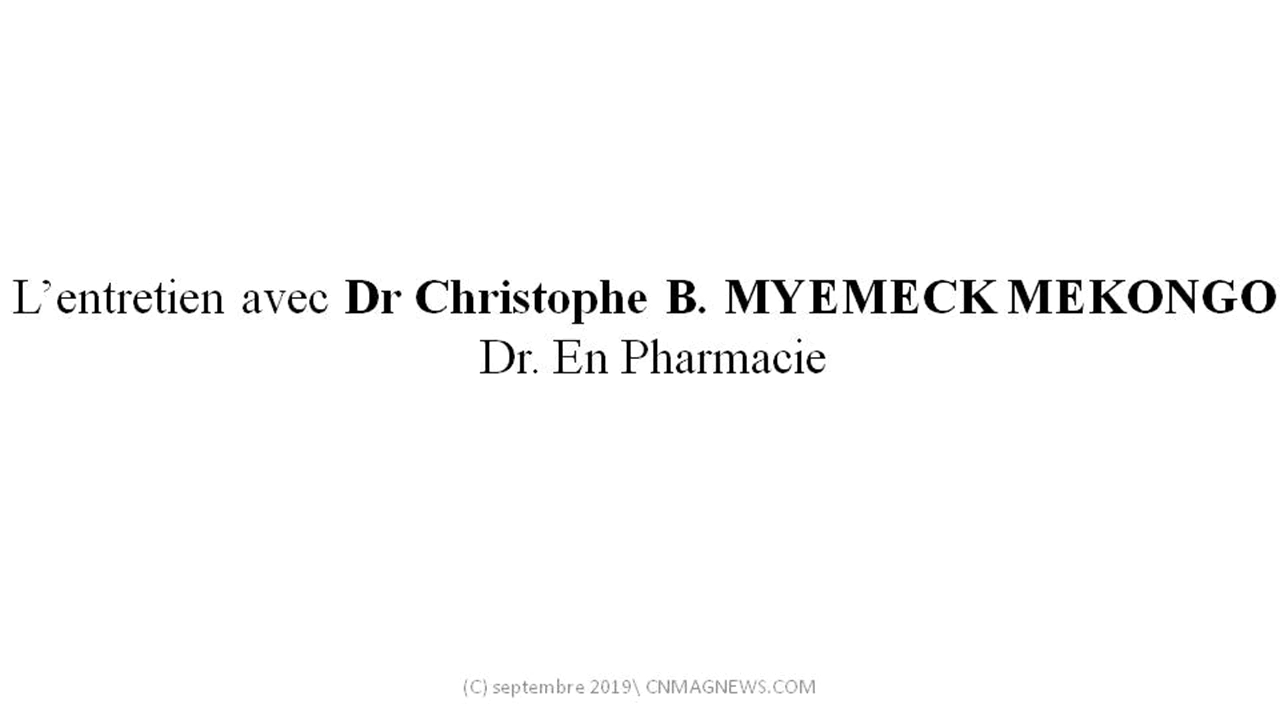 L’entretien avec Dr Christophe B. MYEMECK MEKONGO
Dr. En Pharmacie
(C) septembre 2019\ CNMAGNEWS.COM